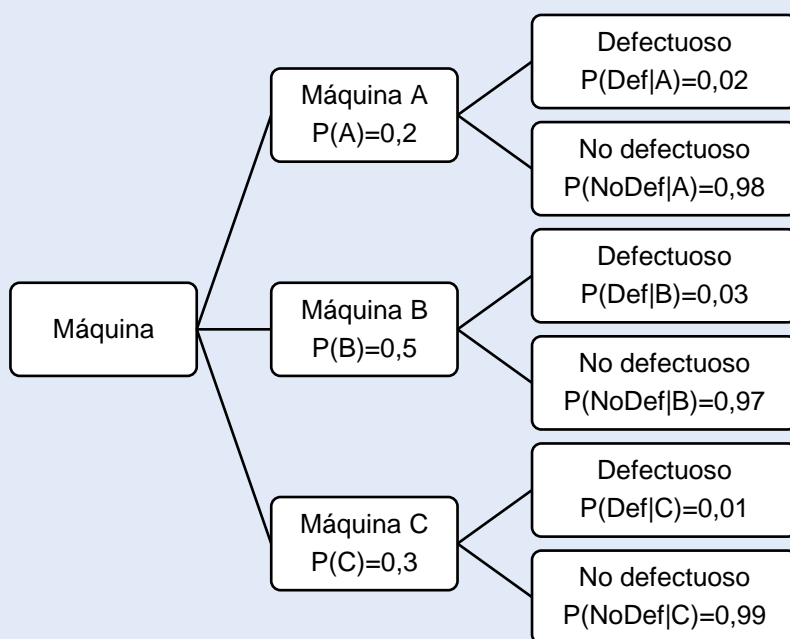 Defectuoso
P(Def|A)=0,02
Máquina A
P(A)=0,2
No defectuoso
P(NoDef|A)=0,98
Defectuoso
P(Def|B)=0,03
Máquina
Máquina B
P(B)=0,5
No defectuoso
P(NoDef|B)=0,97
Defectuoso
P(Def|C)=0,01
Máquina C
P(C)=0,3
No defectuoso
P(NoDef|C)=0,99